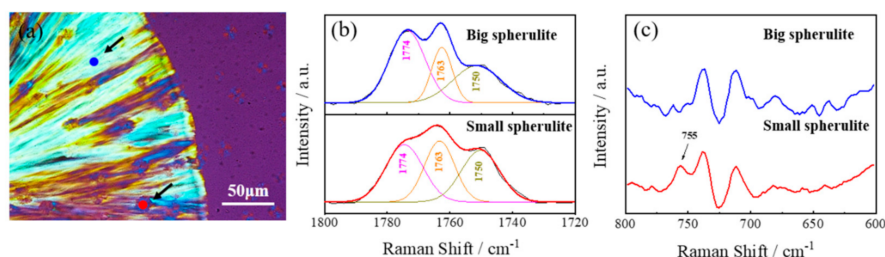 (a)
50μm
(b)
Big spherulite
1774
1763
1750
Small spherulite
1774
1763
1750
1800 1780 1760 1740 1720
Raman Shift / cm-1
Intensity / a.u.
(c)
Big spherulite
Small spherulite
755
800 750 700 650 600
Raman Shift / cm-1
Intensity / a.u.